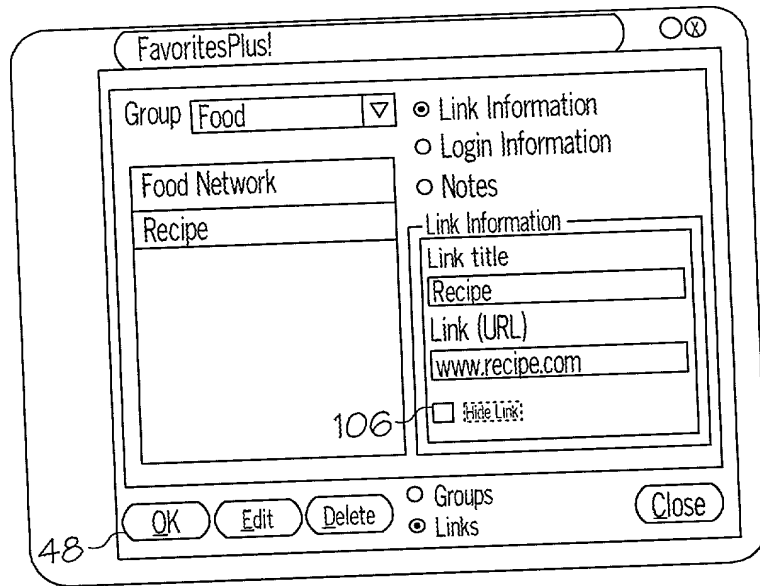 FavoritesPlus!
X
Group Food
Link Information
Login Information
Notes
Food Network
Recipe
Link Information
Link title
Recipe
Link (URL)
www.recipe.com
106
Hide Link
OK
Edit
Delete
Groups
Links
Close
48